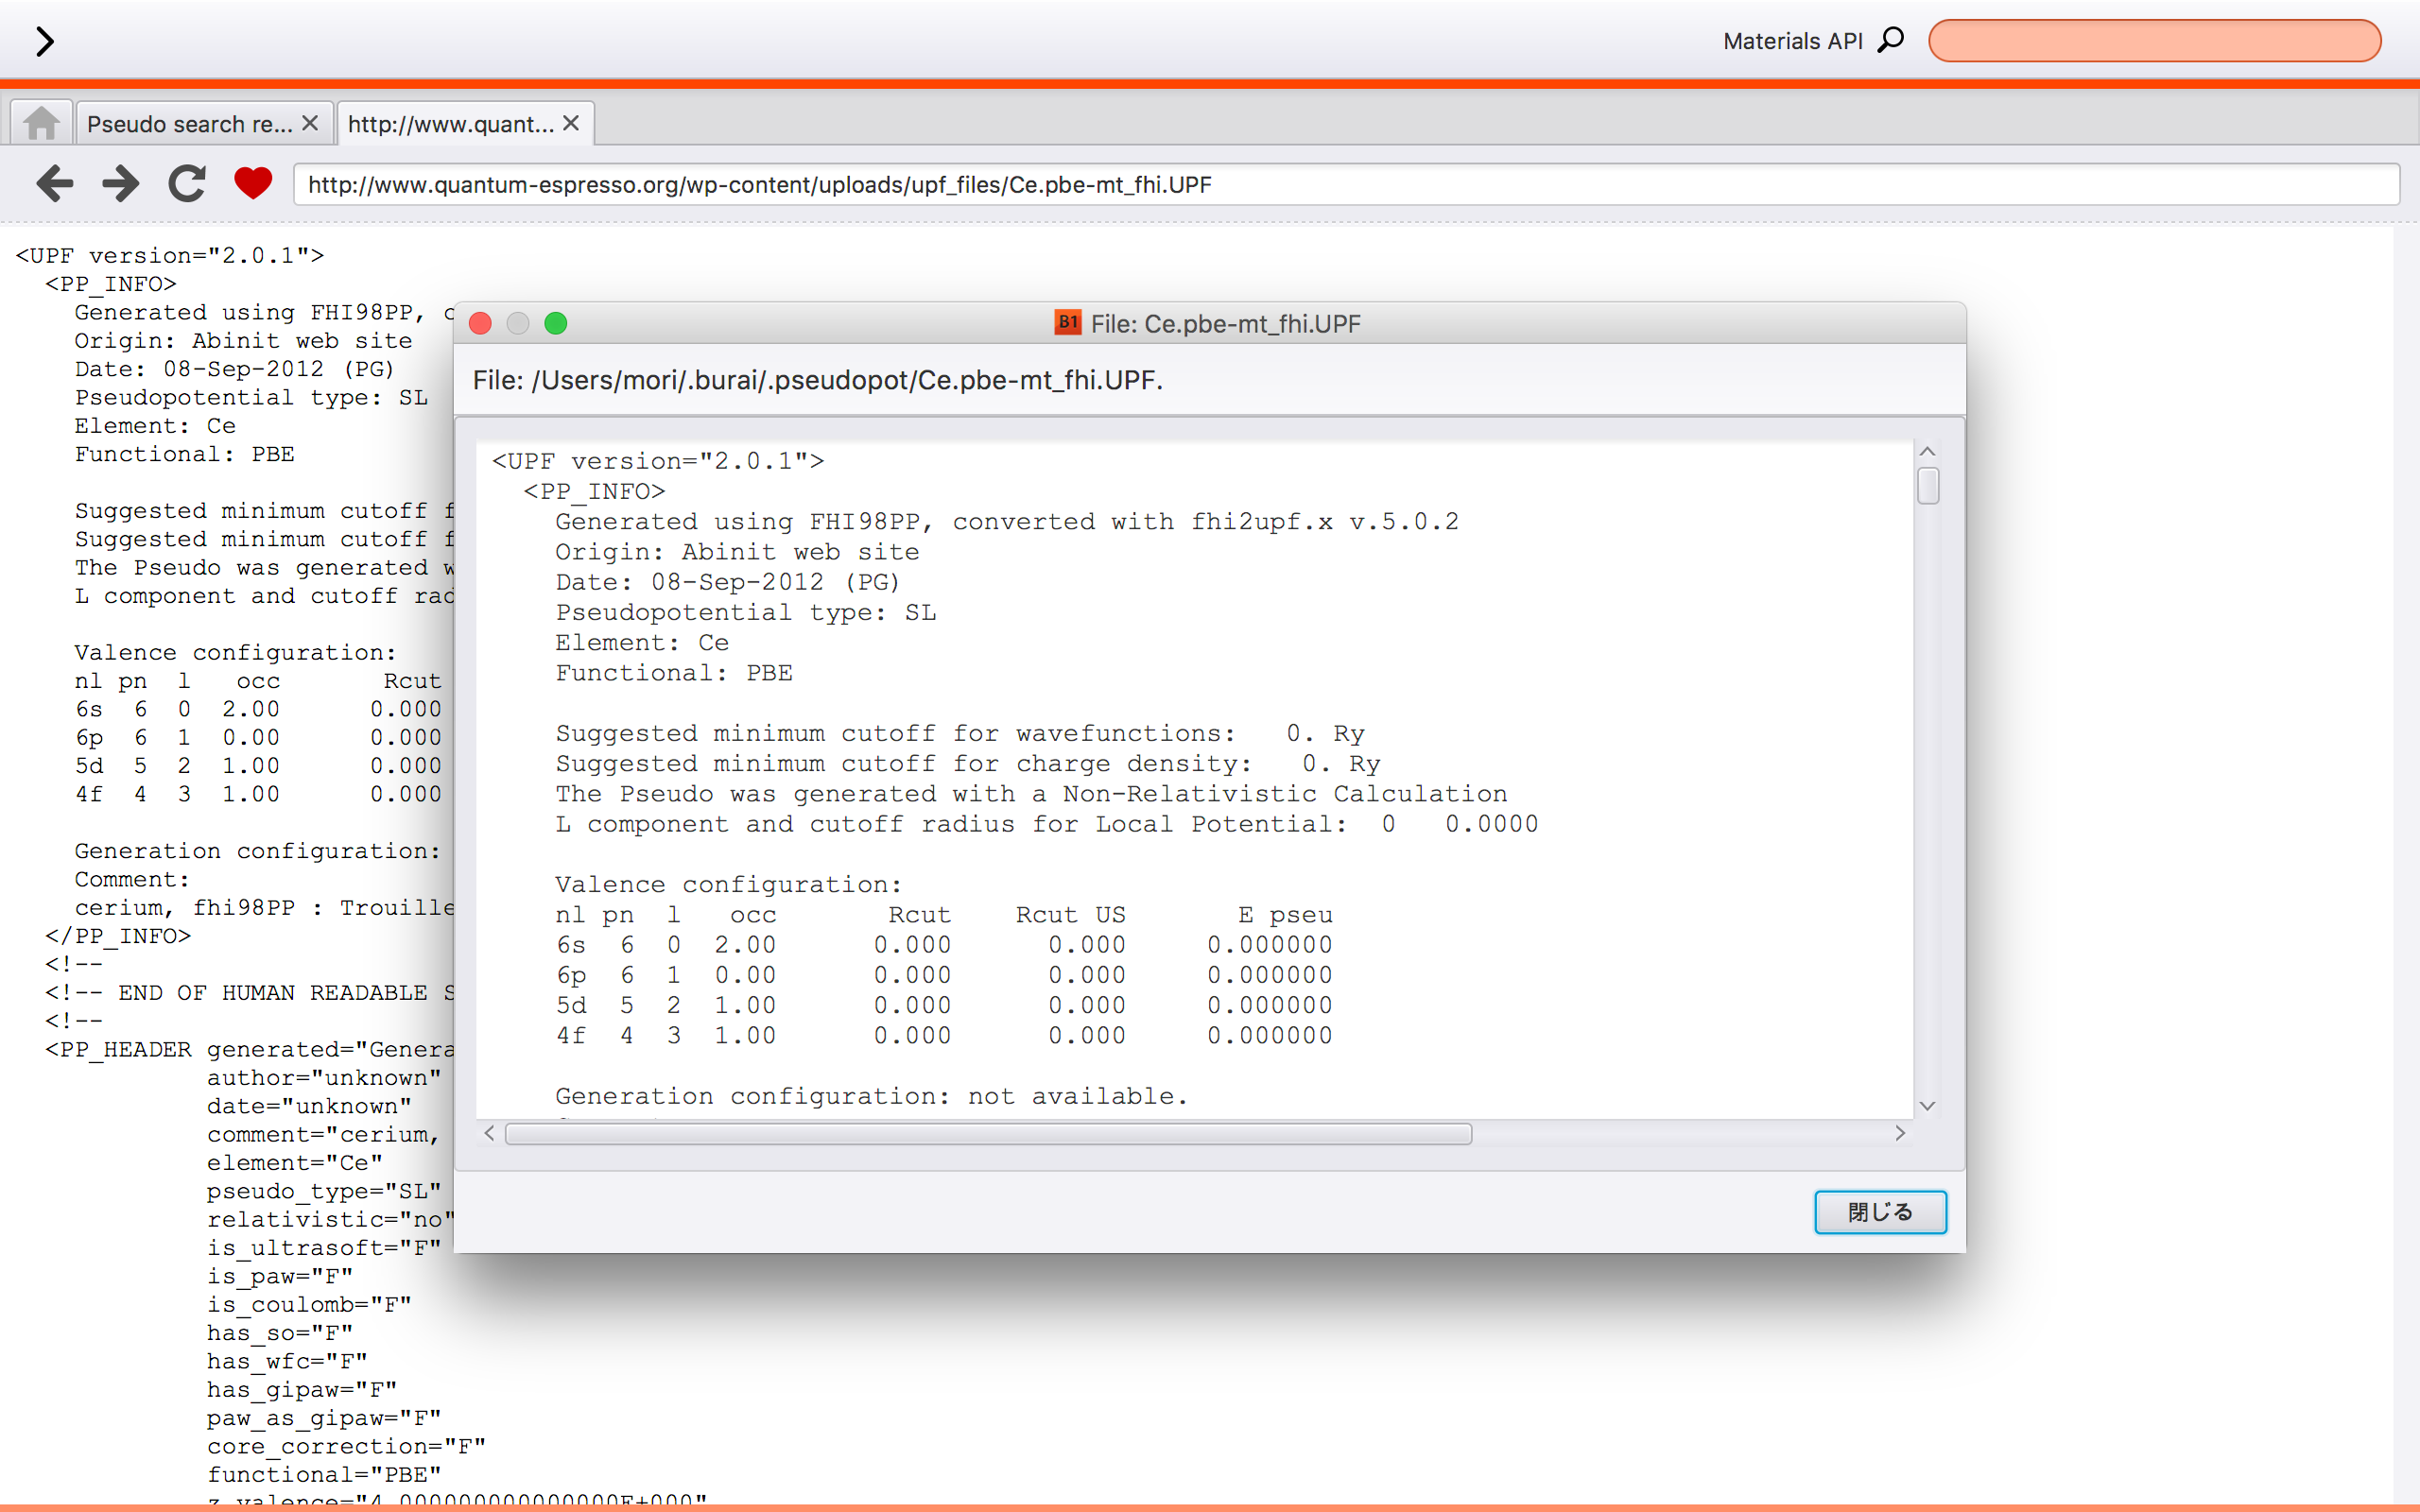 Materials API
Pseudo search re...
http://www.quant...
http://www.quantum-espresso.org/wp-content/uploads/upf_files/Ce.pbe-mt_fhi.UPF
<UPF version="2.0.1">
<PP_INFO>
Generated using FHI98PP, c
Origin: Abinit web site
Date: 08-Sep-2012 (PG)
Pseudopotential type: SL
Element: Ce
Functional: PBE
Suggested minimum cutoff f
Suggested minimum cutoff f
The Pseudo was generated w
L component and cutoff rad
Valence configuration:
nl pn l occ Rcut
6s 6 0 2.00 0.000
6p 6 1 0.00 0.000
5d 5 2 1.00 0.000
4f 4 3 1.00 0.000
Generation configuration:
Comment:
cerium, fhi98PP : Trouille
</PP_INFO>
<!--
<!-- END OF HUMAN READABLE S
<!--
<PP_HEADER generated="Genera
author="unknown"
date="unknown"
comment="cerium,
element="Ce"
pseudo_type="SL"
relativistic="no"
is_ultrasoft="F"
is_paw="F"
is_coulomb="F"
has_so="F"
has_wfc="F"
has_gipaw="F"
paw_as_gipaw="F"
core_correction="F"
functional="PBE"
z_valence="4.000000000000000E+000"
B1 File: Ce.pbe-mt_fhi.UPF
File: /Users/mori/.burai/.pseudopot/Ce.pbe-mt_fhi.UPF.
<UPF version="2.0.1">
<PP_INFO>
Generated using FHI98PP, converted with fhi2upf.x v.5.0.2
Origin: Abinit web site
Date: 08-Sep-2012 (PG)
Pseudopotential type: SL
Element: Ce
Functional: PBE
Suggested minimum cutoff for wavefunctions: 0. Ry
Suggested minimum cutoff for charge density: 0. Ry
The Pseudo was generated with a Non-Relativistic Calculation
L component and cutoff radius for Local Potential: 0 0.0000
Valence configuration:
nl pn l occ Rcut Rcut US E pseu
6s 6 0 2.00 0.000 0.000 0.000000
6p 6 1 0.00 0.000 0.000 0.000000
5d 5 2 1.00 0.000 0.000 0.000000
4f 4 3 1.00 0.000 0.000 0.000000
Generation configuration: not available.
閉じる